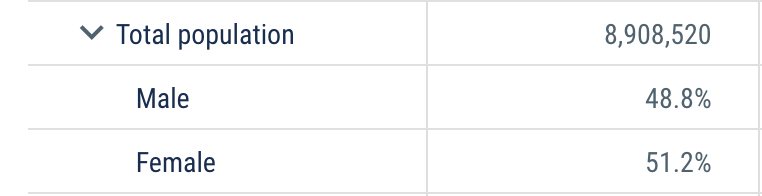 Total population 8,908,520
Male 48.8%
Female 51.2%